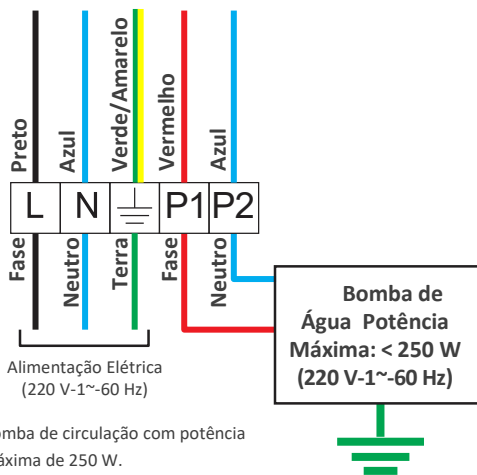 Preto
Azul
Verde/Amarelo
Vermelho
Azul
L N P1 P2
Fase
Neutro
Terra
Fase
Neutro
Bomba de
Água Potência
Máxima: < 250 W
(220 V-1~-60 Hz)
Alimentação Elétrica
(220 V-1~-60 Hz)
omba de circulação com potência
áxima de 250 W.